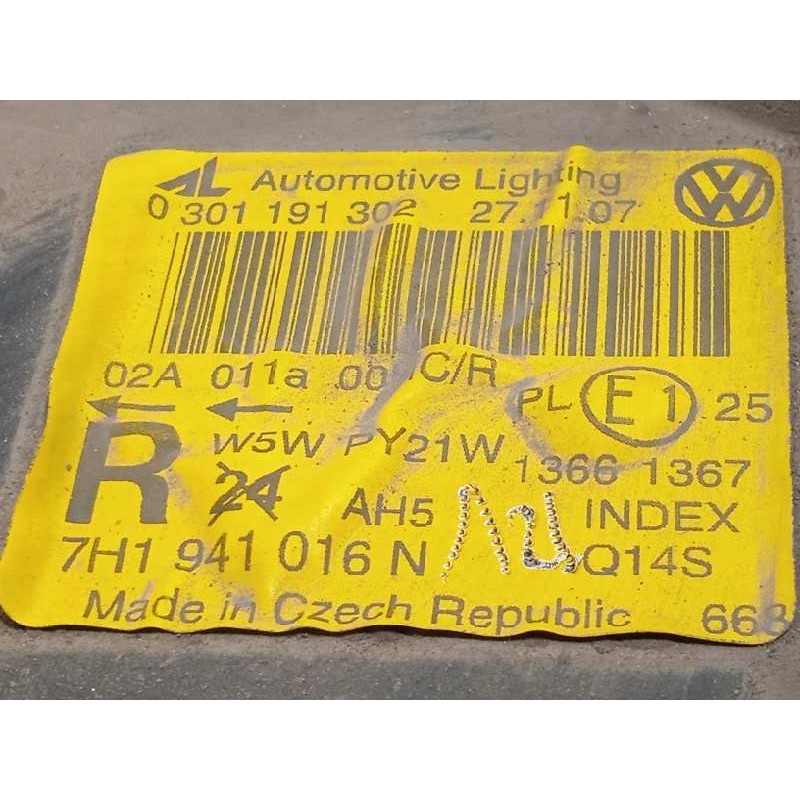 AL Automotive Lighting
0 301 191 302 27.11.07
02A 011a 00 C/R
PL E1 25
R W5W PY21W
1366 1367
24 AH5 INDEX
7H1 941 016 N Q14S
Made in Czech Republic 668